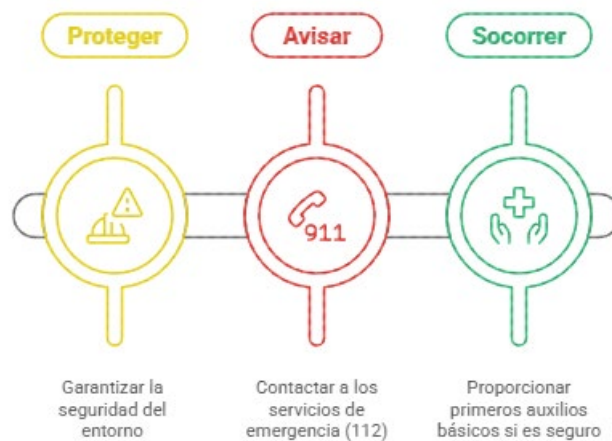 Proteger
Avisar
Socorrer
911
Garantizar la
seguridad del
entorno
Contactar a los
servicios de
emergencia (112)
Proporcionar
primeros auxilios
básicos si es seguro